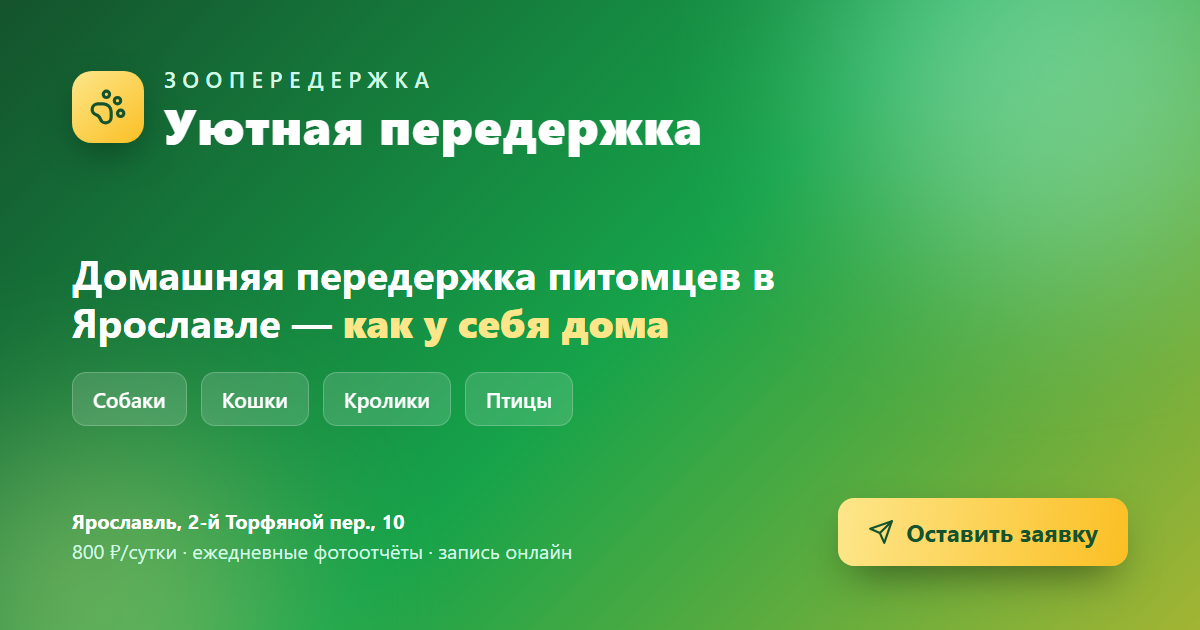 ЗООПЕРЕДЕРЖКА
Уютная передержка
Домашняя передержка питомцев в
Ярославле — как у себя дома
Собаки
Кошки
Кролики
Птицы
Ярославль, 2-й Торфяной пер., 10
800 ₽/сутки · ежедневные фотоотчёты · запись онлайн
Оставить заявку